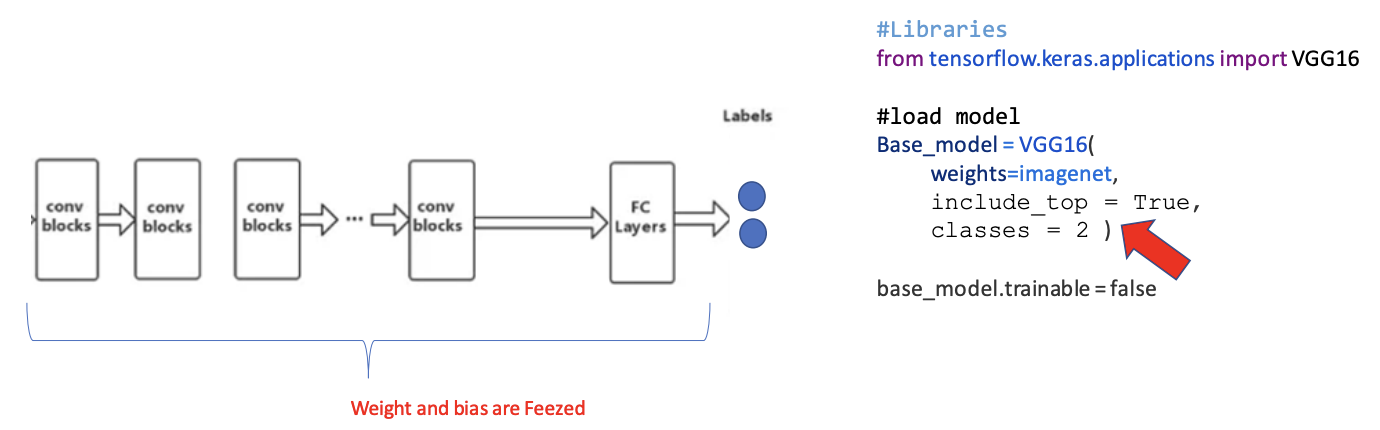 #Libraries
from tensorflow.keras.applications import VGG16
#load model
Base_model = VGG16(
weights=imagenet,
include_top = True,
classes = 2 )
base_model.trainable = false
Labels
conv
blocks
conv
blocks
conv
blocks
...
conv
blocks
FC
Layers
Weight and bias are Feezed